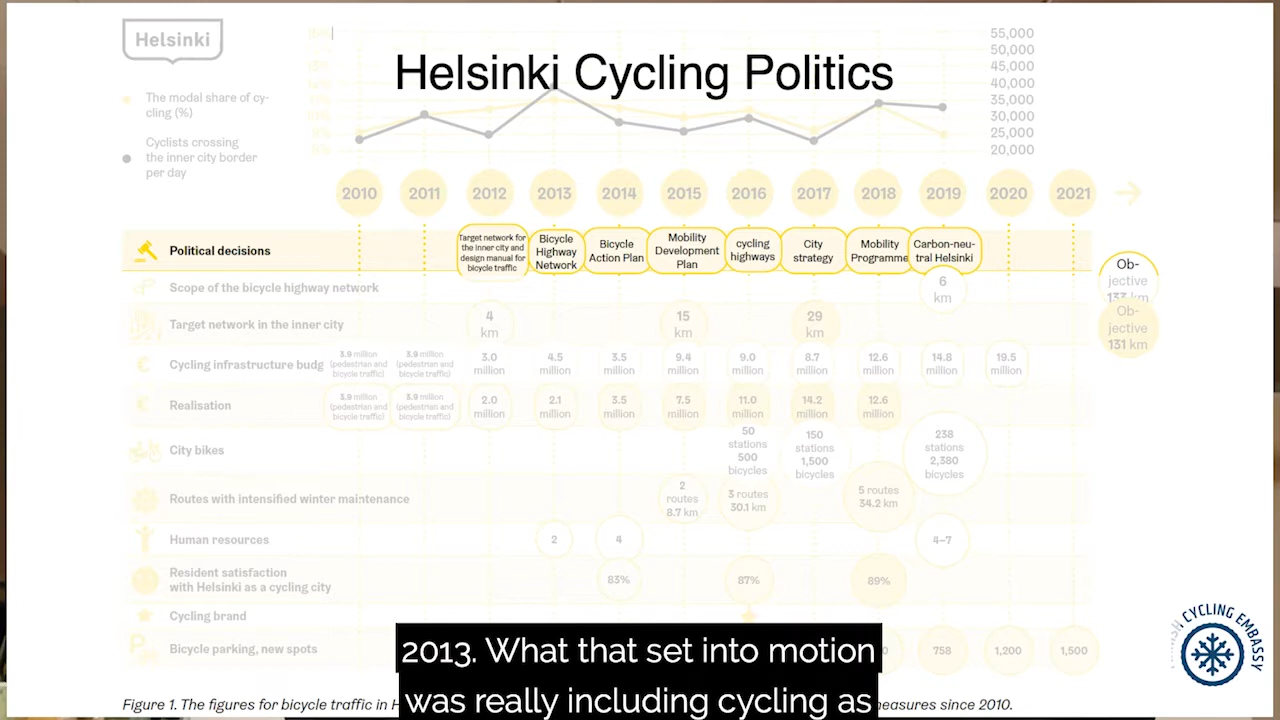 Helsinki
Helsinki Cycling Politics
55,000
50,000
45,000
40,000
35,000
30,000
25,000
20,000
The modal share of cy-
cling (%)
Cyclists crossing
the inner city border
per day
2010 2011 2012 2013 2014 2015 2016 2017 2018 2019 2020 2021
Political decisions
Target network for
the inner city and
design manual for
bicycle traffic
Bicycle
Highway
Network
Bicycle
Action Plan
Mobility
Development
Plan
cycling
highways
City
strategy
Mobility
Programme
Carbon-neu-
tral Helsinki
Scope of the bicycle highway network
6
km
Ob-
jective
133 km
Target network in the inner city
4
km
15
km
29
km
Ob-
jective
131 km
Cycling infrastructure budg
3.9 million
(pedestrian and
bicycle traffic)
3.9 million
(pedestrian and
bicycle traffic)
3.0
million
4.5
million
3.5
million
9.4
million
9.0
million
8.7
million
12.6
million
14.8
million
19.5
million
Realisation
3.9 million
(pedestrian and
bicycle traffic)
3.9 million
(pedestrian and
bicycle traffic)
2.0
million
2.1
million
3.5
million
7.5
million
11.0
million
14.2
million
12.6
million
City bikes
50
stations
500
bicycles
150
stations
1,500
bicycles
238
stations
2,380
bicycles
Routes with intensified winter maintenance
2
routes
8.7 km
3 routes
30.1 km
5 routes
34.2 km
Human resources
2
4
4–7
Resident satisfaction
with Helsinki as a cycling city
83%
87%
89%
Cycling brand
Bicycle parking, new spots
758
1,200
1,500
CYCLING EMBASSY
2013. What that set into motion
was really including cycling as
Figure 1. The figures for bicycle traffic in H
easures since 2010.